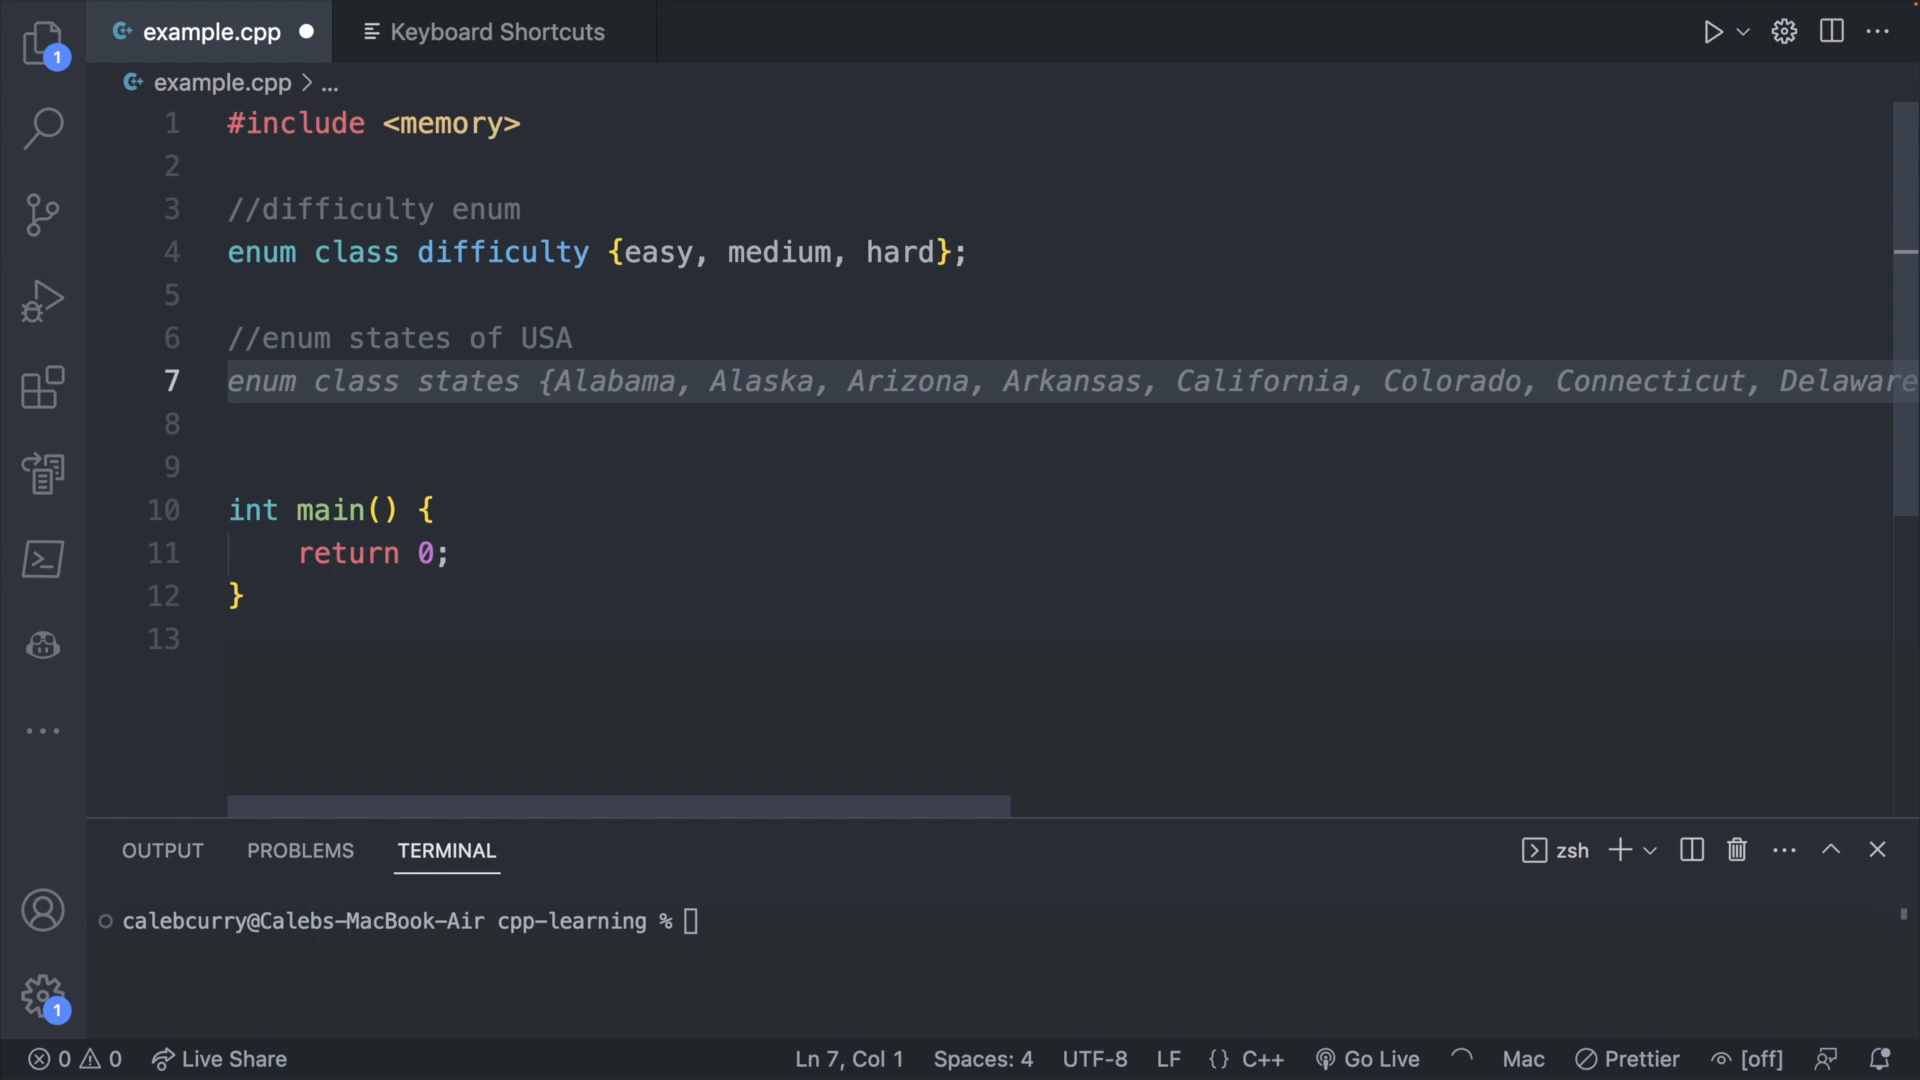 example.cpp Keyboard Shortcuts
1
example.cpp > ...
1 #include <memory>
2
3 //difficulty enum
4 enum class difficulty {easy, medium, hard};
5
6 //enum states of USA
7 enum class states {Alabama, Alaska, Arizona, Arkansas, California, Colorado, Connecticut, Delaware
8
9
10 int main() {
11 return 0;
12 }
13
OUTPUT PROBLEMS TERMINAL zsh
calebcurry@Calebs-MacBook-Air cpp-learning %
1
0 0 Live Share Ln 7, Col 1 Spaces: 4 UTF-8 LF {} C++ Go Live Mac Prettier [off]